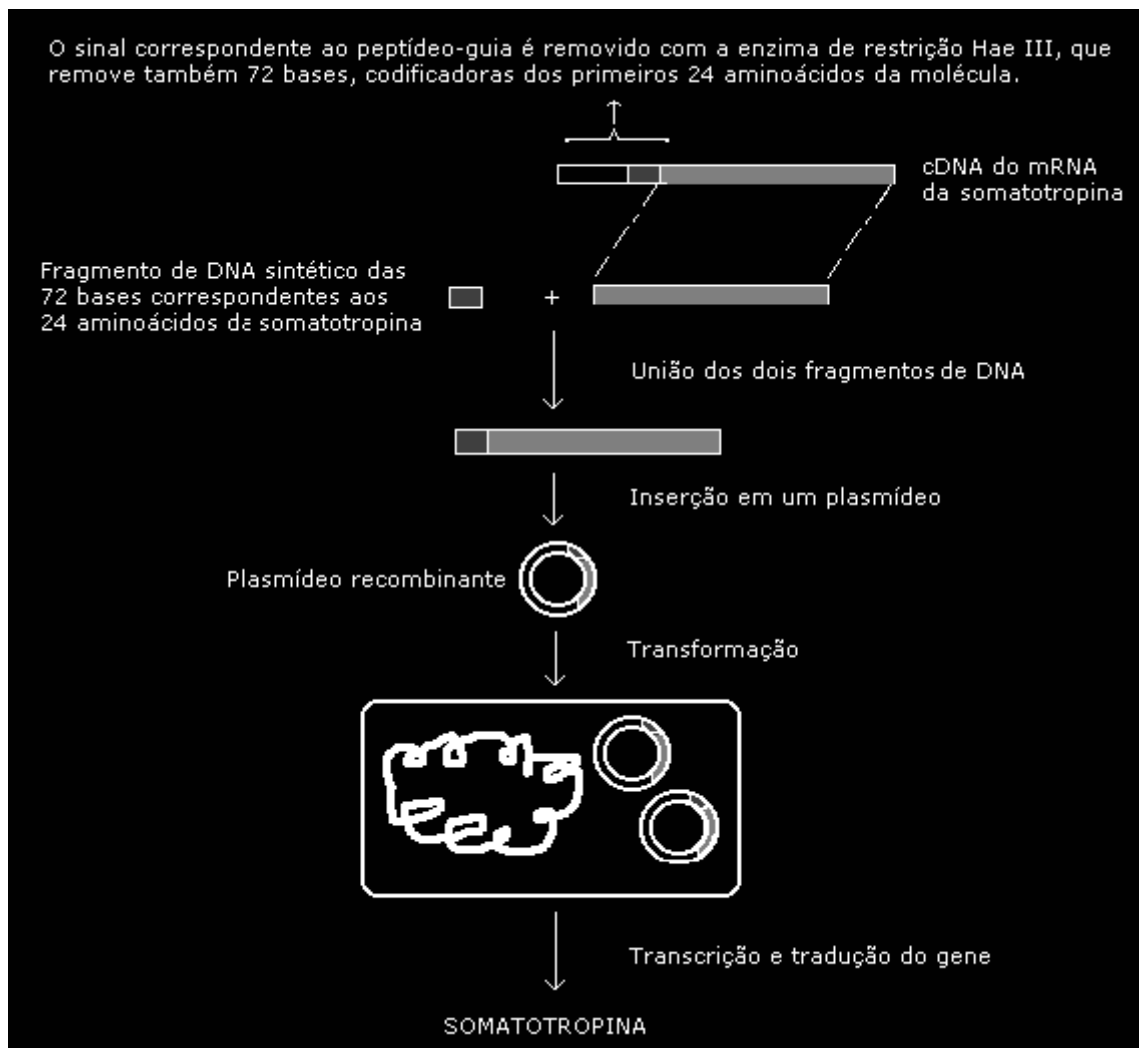 O sinal correspondente ao peptídeo-guia é removido com a enzima de restrição Hae III, que
remove também 72 bases, codificadoras dos primeiros 24 aminoácidos da molécula.
cDNA do mRNA
da somatotropina
Fragmento de DNA sintético das
72 bases correspondentes aos
24 aminoácidos da somatotropina
+
União dos dois fragmentos de DNA
Inserção em um plasmídeo
Plasmídeo recombinante
Transformação
Transcrição e tradução do gene
SOMATOTROPINA